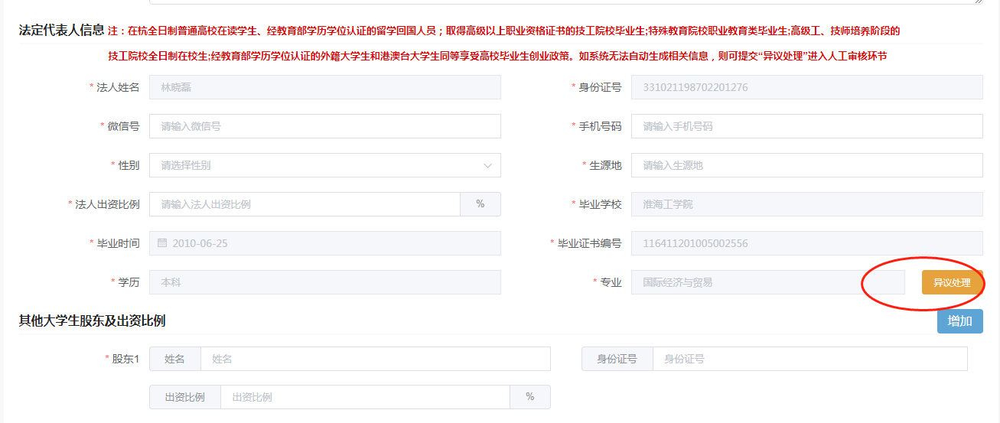 法定代表人信息 注：在杭全日制普通高校在读学生、经教育部学历学位认证的留学回国人员；取得高级以上职业资格证书的技工院校毕业生;特殊教育院校职业教育类毕业生;高级工、技师培养阶段的
技工院校全日制在校生;经教育部学历学位认证的外籍大学生和港澳台大学生同等享受高校毕业生创业政策。如系统无法自动生成相关信息，则可提交“异议处理”进入人工审核环节
* 法人姓名 林晓磊 * 身份证号 331021198702201276
* 微信号 请输入微信号 * 手机号码 请输入手机号码
* 性别 请选择性别 * 生源地 请输入生源地
* 法人出资比例 请输入法人出资比例 % * 毕业学校 淮海工学院
* 毕业时间 2010-06-25 * 毕业证书编号 116411201005002556
* 学历 本科 * 专业 国际经济与贸易 异议处理
其他大学生股东及出资比例 增加
* 股东1 姓名 姓名 身份证号 身份证号
出资比例 出资比例 %